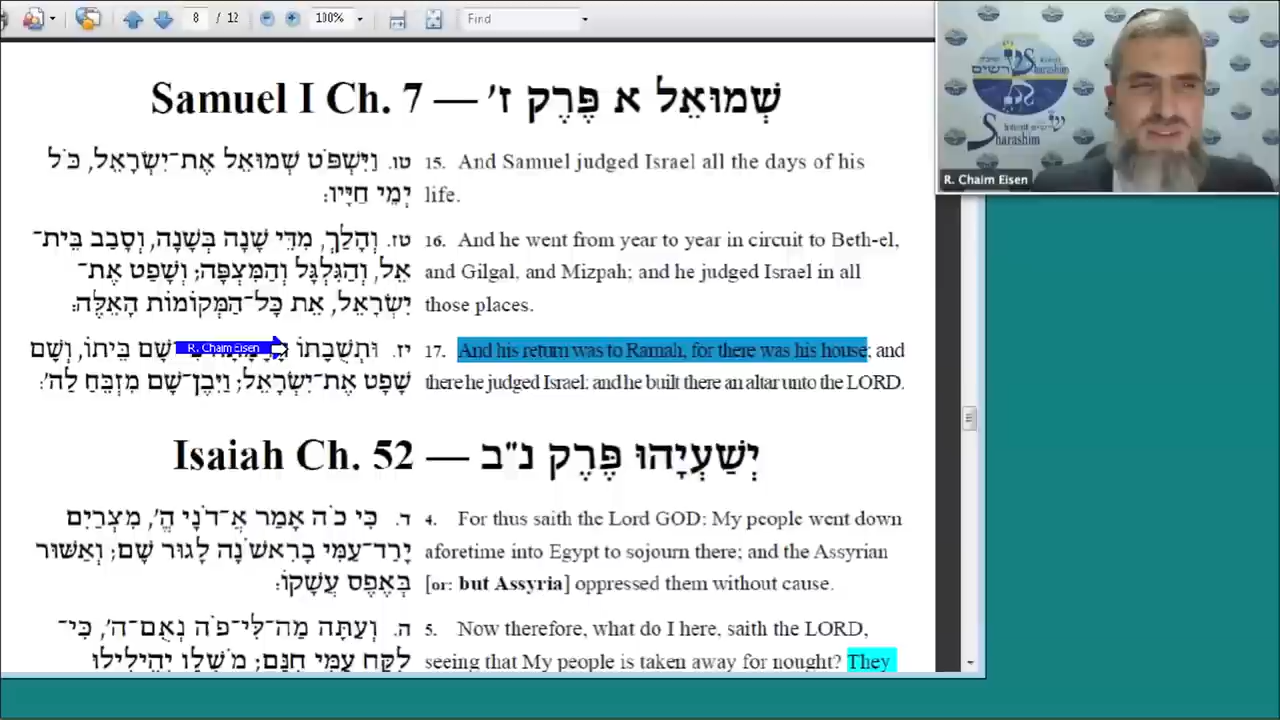 8 / 12 100% Find
Samuel I Ch. 7 — שְׁמוּאֵל א פֶּרֶק ז׳
טו. וַיִּשְׁפֹּט שְׁמוּאֵל אֶת־יִשְׂרָאֵל, כֹּל
יְמֵי חַיָּיו:
15. And Samuel judged Israel all the days of his
life.
טז. וְהָלַךְ, מִדֵּי שָׁנָה בְּשָׁנָה, וְסָבַב בֵּית־
אֵל, וְהַגִּלְגָּל וְהַמִּצְפָּה; וְשָׁפַט אֶת־
יִשְׂרָאֵל, אֵת כָּל־הַמְּקוֹמוֹת הָאֵלֶּה:
16. And he went from year to year in circuit to Beth-el,
and Gilgal, and Mizpah; and he judged Israel in all
those places.
יז. וּתְשֻׁבָתוֹ שָׁם בֵּיתוֹ, וְשָׁם
שָׁפָט אֶת־יִשְׂרָאֵל; וַיִּבֶן־שָׁם מִזְבֵּחַ לַה׳:
R. Chaim Eisen
17. And his return was to Ramah, for there was his house; and
there he judged Israel: and he built there an altar unto the LORD.
Isaiah Ch. 52 — יְשַׁעְיָהוּ פֶּרֶק נ"ב
ד. כִּי כֹה אָמַר אֲ־דֹנָי ה׳, מִצְרַיִם
יָרַד־עַמִּי בָרִאשֹׁנָה לָגוּר שָׁם; וְאַשּׁוּר
בְּאֶפֶס עֲשָׁקוֹ:
4. For thus saith the Lord GOD: My people went down
aforetime into Egypt to sojourn there; and the Assyrian
[or: but Assyria] oppressed them without cause.
ה. וְעַתָּה מַה־לִּי־פֹה נְאֻם־ה׳, כִּי־
לֻקַּח עַמִּי חִנָּם; מֹשְׁלָו יְהֵילִילוּ
5. Now therefore, what do I here, saith the LORD,
seeing that My people is taken away for nought? They
Sharashim
שרשים
Sharashim
R. Chaim Eisen